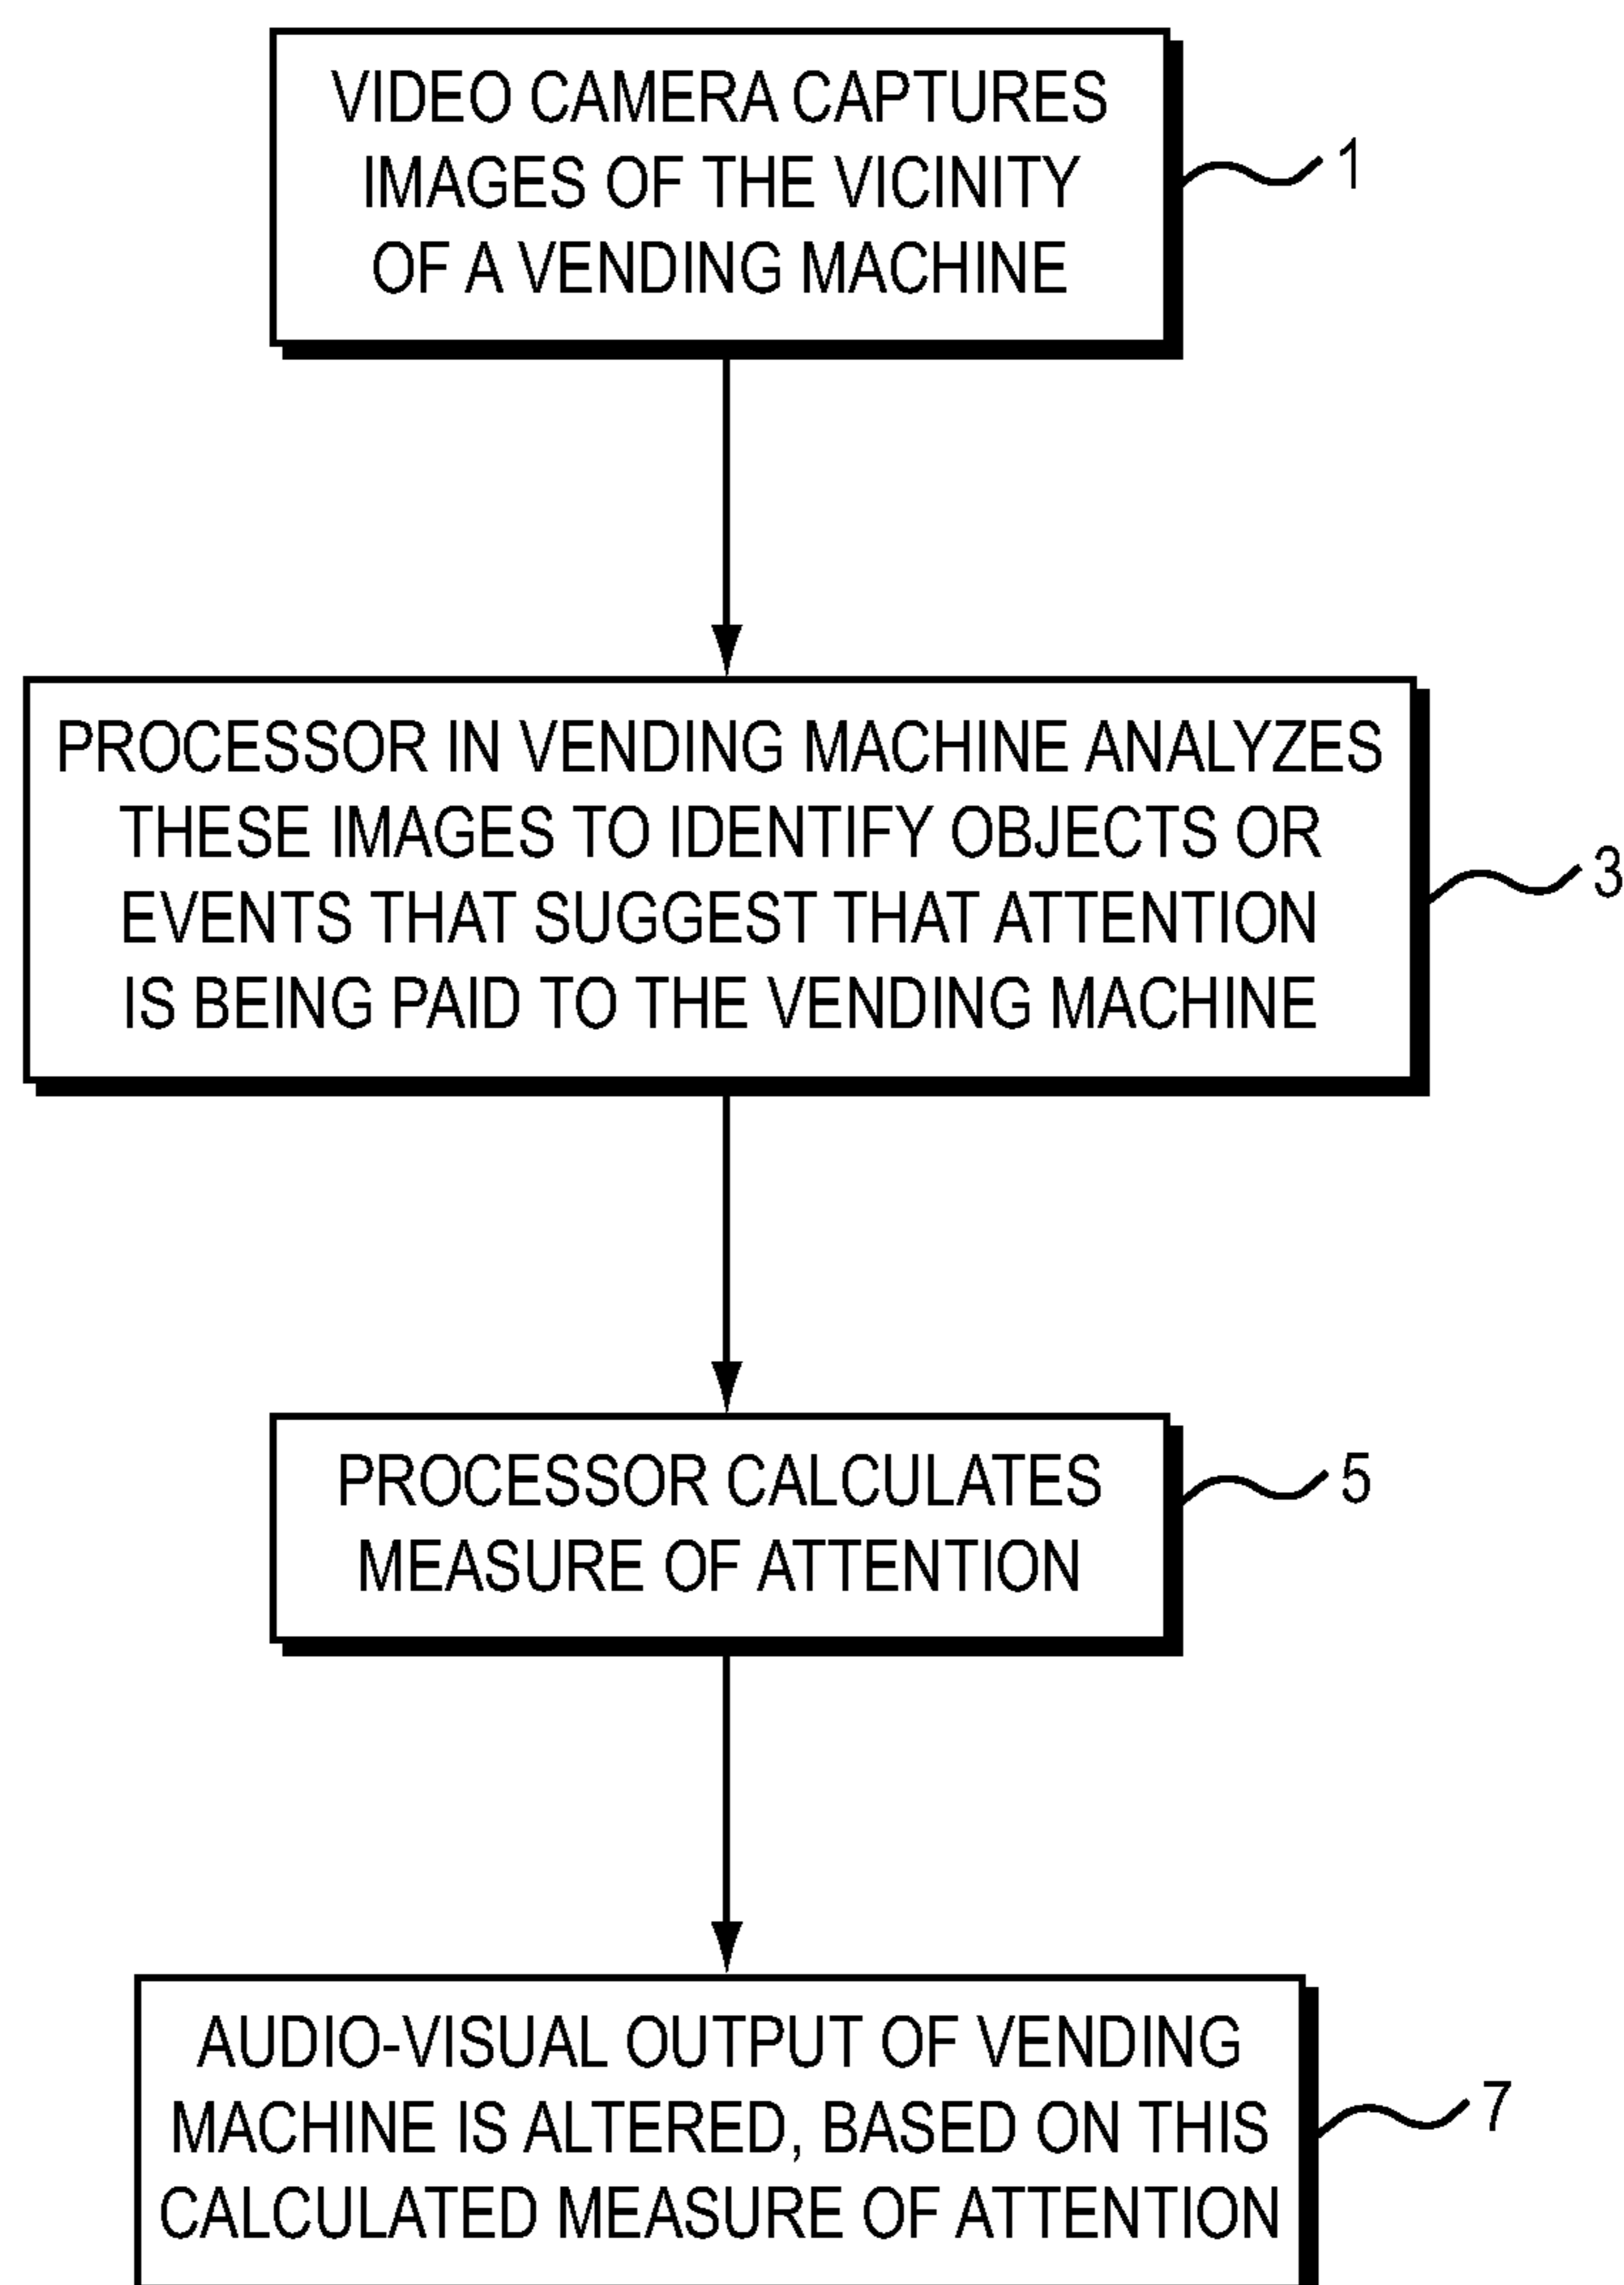 VIDEO CAMERA CAPTURES
IMAGES OF THE VICINITY
OF A VENDING MACHINE
1
PROCESSOR IN VENDING MACHINE ANALYZES
THESE IMAGES TO IDENTIFY OBJECTS OR
EVENTS THAT SUGGEST THAT ATTENTION
IS BEING PAID TO THE VENDING MACHINE
3
PROCESSOR CALCULATES
MEASURE OF ATTENTION
5
AUDIO-VISUAL OUTPUT OF VENDING
MACHINE IS ALTERED, BASED ON THIS
CALCULATED MEASURE OF ATTENTION
7